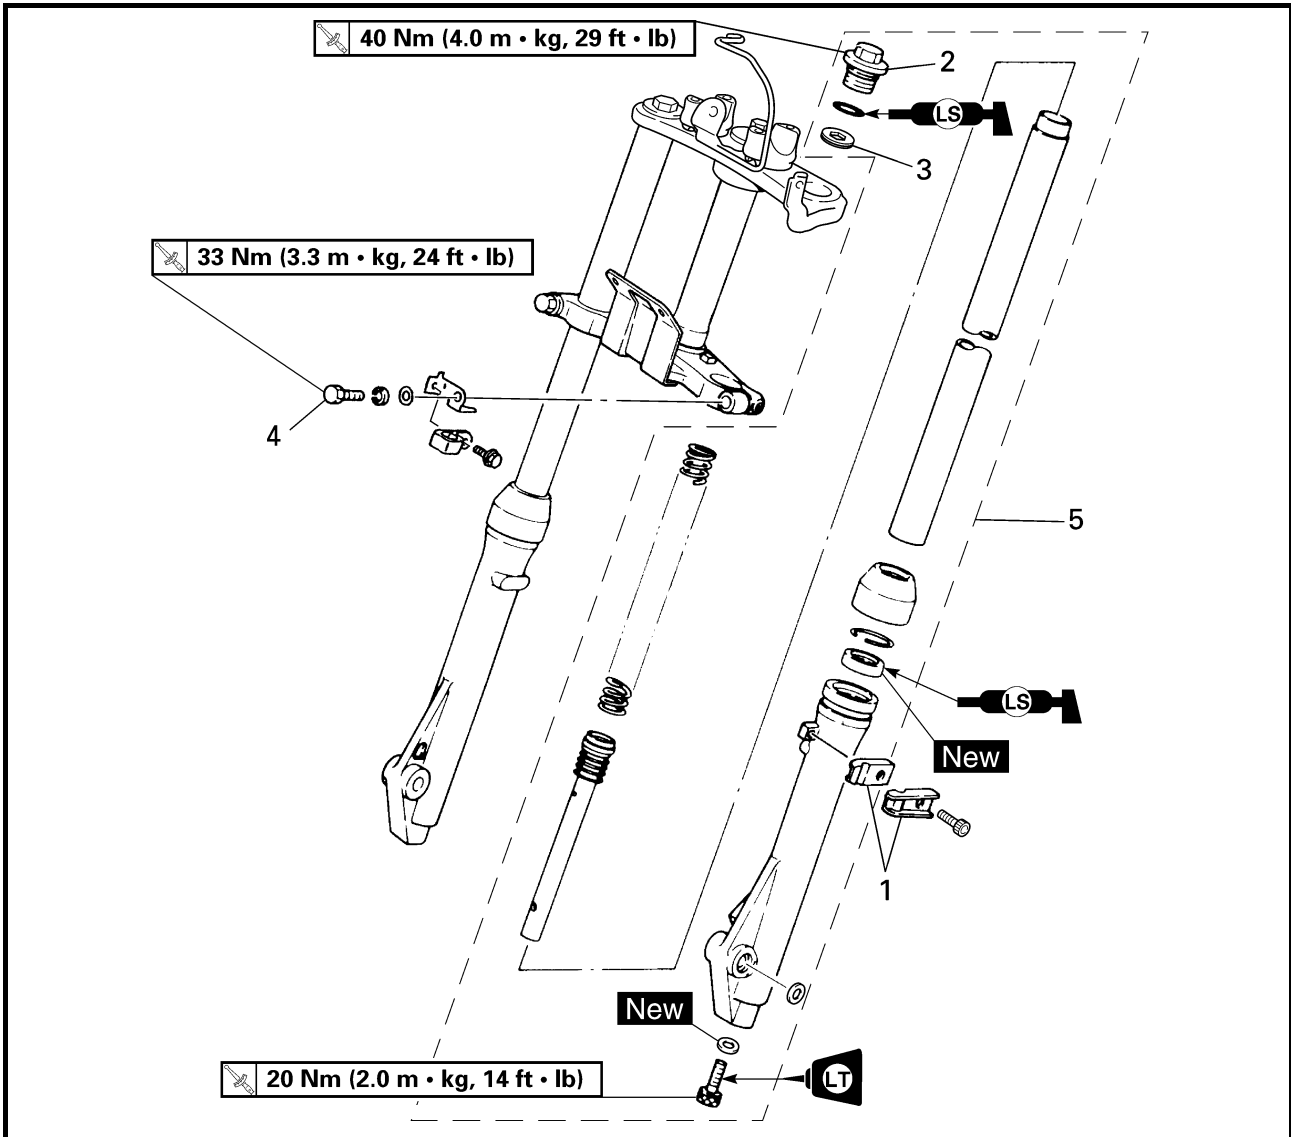 40 Nm (4.0 m • kg, 29 ft • lb)
2
LS
3
33 Nm (3.3 m • kg, 24 ft • lb)
4
5
LS
New
1
New
20 Nm (2.0 m • kg, 14 ft • lb)
LT